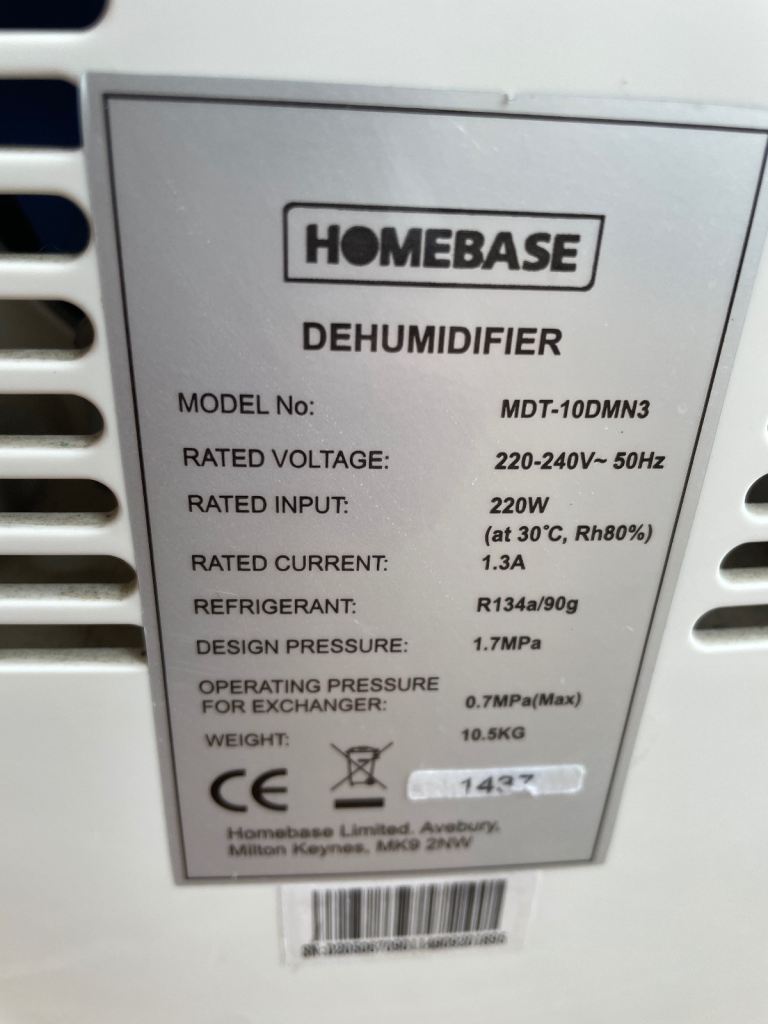 HOMEBASE
DEHUMIDIFIER
MODEL No: MDT-10DMN3
RATED VOLTAGE: 220-240V~ 50Hz
RATED INPUT: 220W
(at 30°C, Rh80%)
RATED CURRENT: 1.3A
REFRIGERANT: R134a/90g
DESIGN PRESSURE: 1.7MPa
OPERATING PRESSURE
FOR EXCHANGER: 0.7MPa(Max)
WEIGHT: 10.5KG
CE
1437
Homebase Limited. Avebury,
Milton Keynes, MK9 2NW